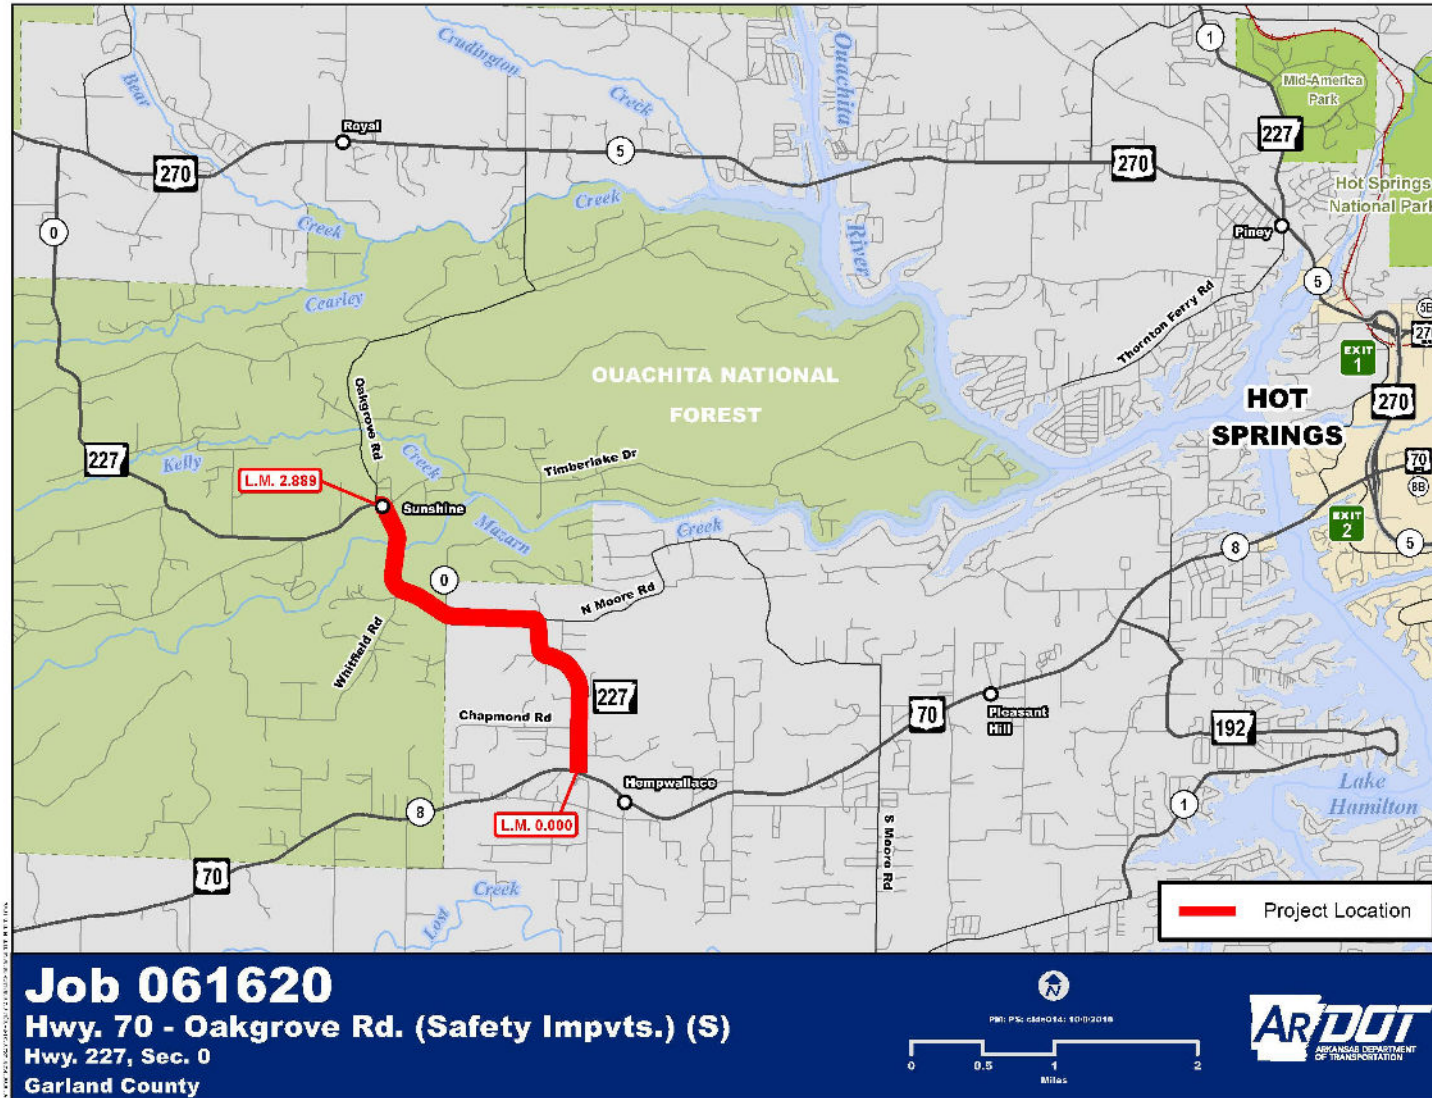 Crudington
Creek
Ouachita
River
1
Mid-America
Park
Bear
Creek
Royal
5
270
270
227
Hot Springs
National Park
Creek
0
Piney
5
Cearley
Thornton Ferry Rd
5B
270
EXIT
1
OUACHITA NATIONAL
FOREST
Oakgrove Rd
HOT
SPRINGS
270
227
Kelly
Creek
Timberlake Dr
70
8B
L.M. 2.889
Sunshine
Mazarn
Creek
EXIT
2
8
5
0
N Moore Rd
Whitfield Rd
227
Chapmond Rd
70
Pleasant
Hill
192
Hempwallace
Lake
Hamilton
8
L.M. 0.000
1
S Moore Rd
70
Creek
Lost
Project Location
Job 061620
Hwy. 70 - Oakgrove Rd. (Safety Impvts.) (S)
Hwy. 227, Sec. 0
Garland County
N
0 0.5 1 2
Miles
ARDOT
ARKANSAS DEPARTMENT
OF TRANSPORTATION